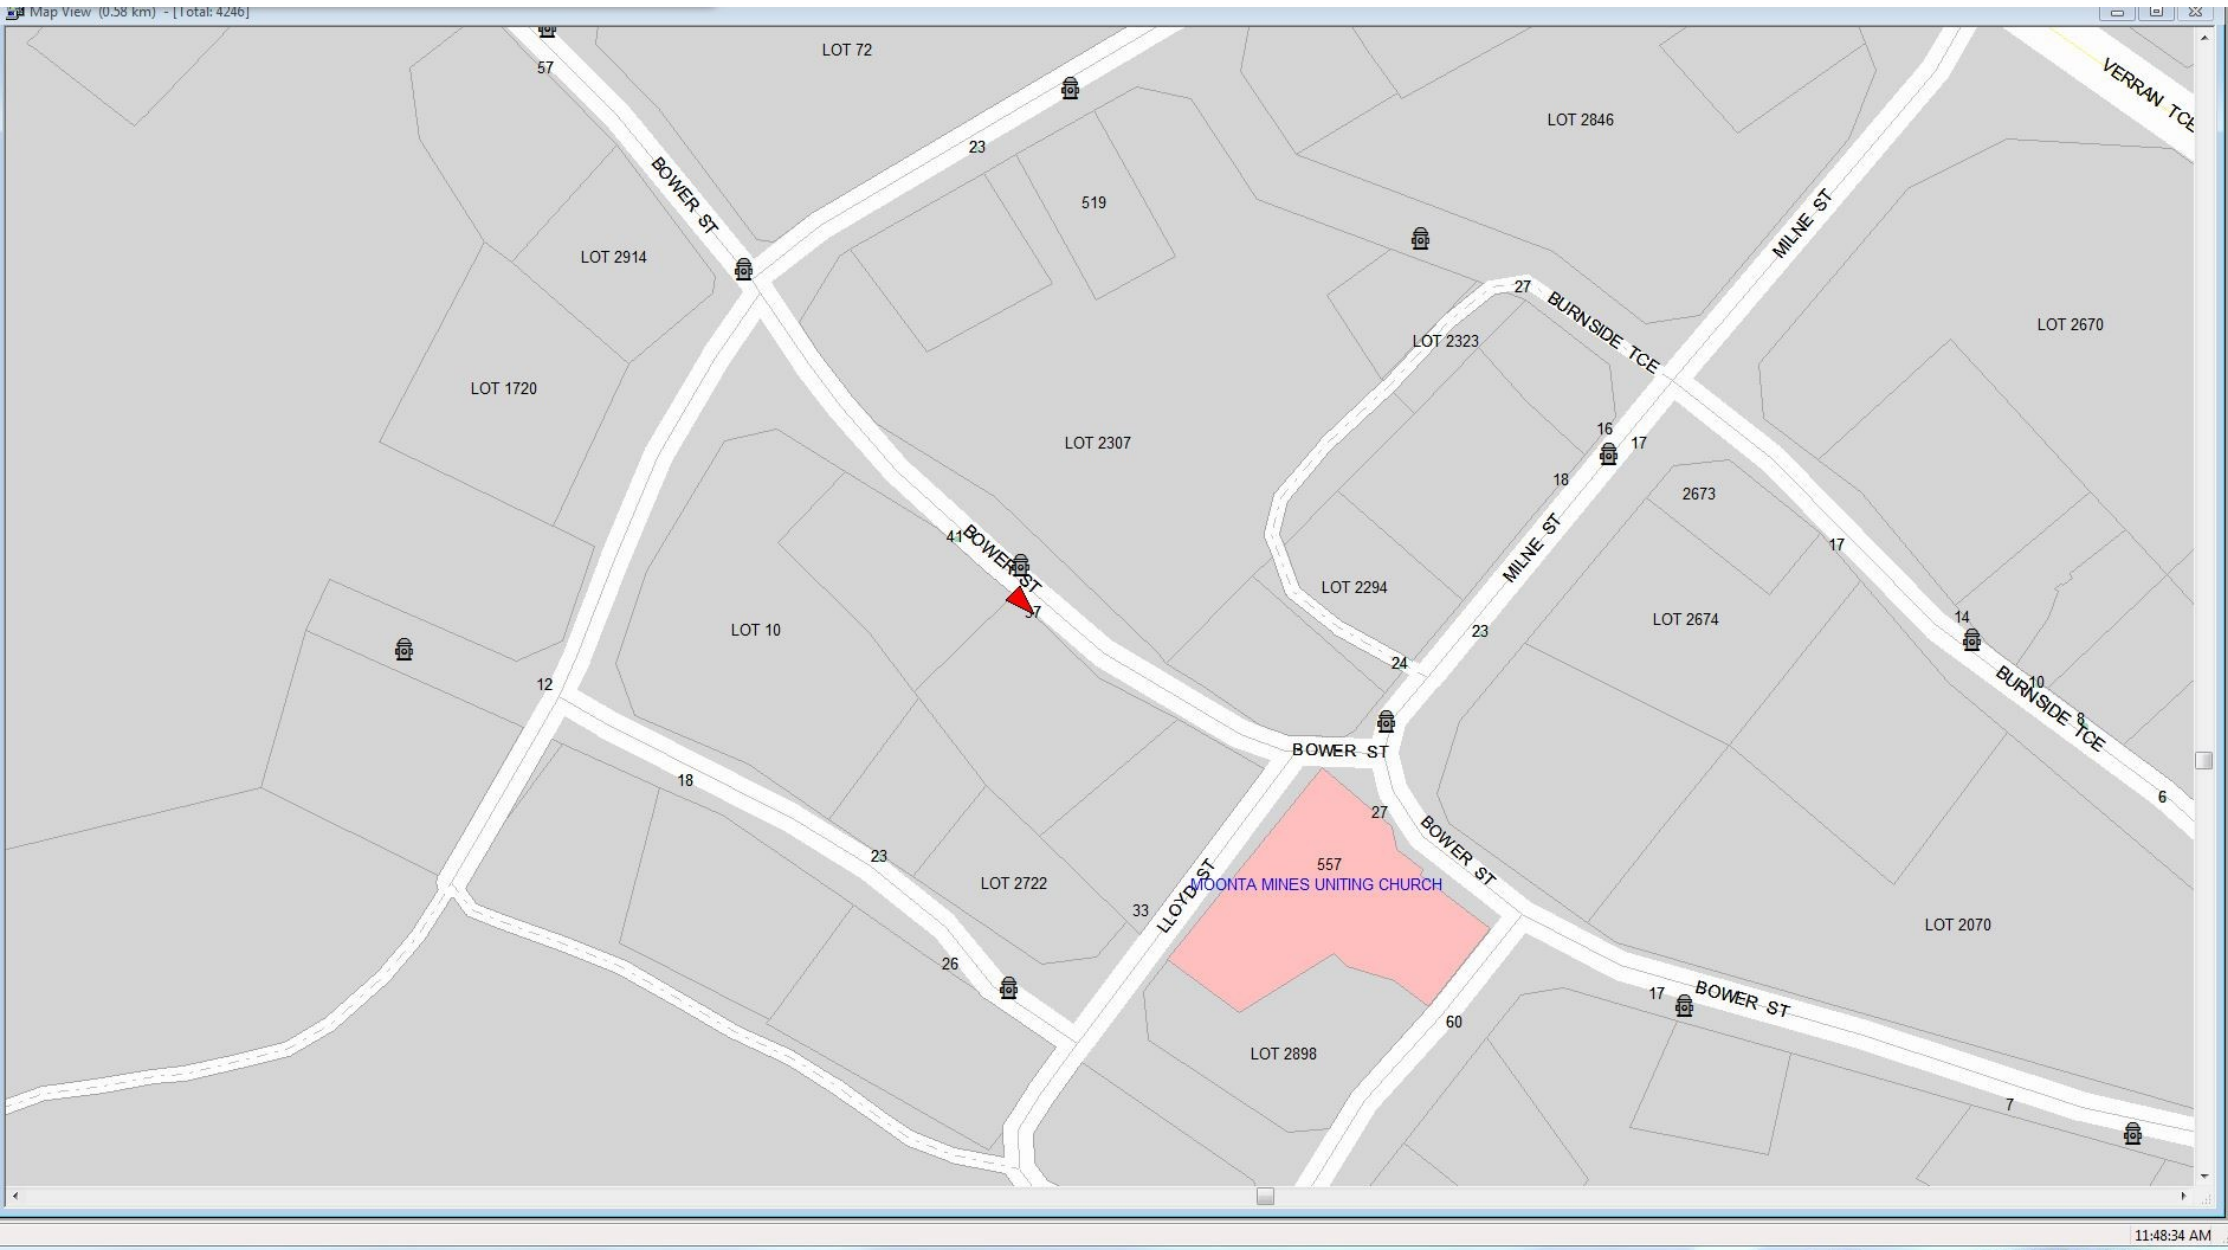 Map View (0.58 km) - [Total: 4246]
LOT 72
57
VERRAN TCE
LOT 2846
23
BOWER ST
519
MILNE ST
LOT 2914
27
BURNSIDE TCE
LOT 2670
LOT 2323
LOT 1720
16
17
LOT 2307
18
2673
41
BOWER ST
17
MILNE ST
LOT 2294
37
14
LOT 2674
LOT 10
23
24
12
10
BURNSIDE TCE
8
BOWER ST
18
6
27
BOWER ST
23
557
MOONTA MINES UNITING CHURCH
LOT 2722
LLOYD ST
33
LOT 2070
26
17
BOWER ST
60
LOT 2898
7
11:48:34 AM